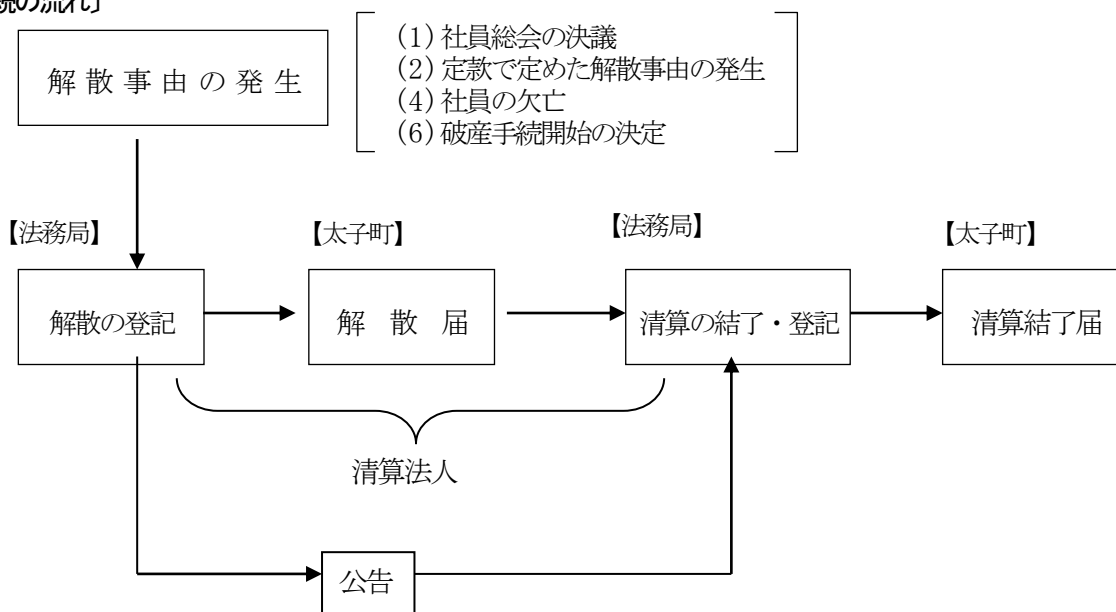 の流れ〕
解散事由の発生
(1)社員総会の決議
(2)定款で定めた解散事由の発生
(4)社員の欠亡
(6)破産手続開始の決定
【法務局】
【太子町】
【法務局】
【太子町】
解散の登記
解散届
清算の結了・登記
清算結了届
清算法人
公告